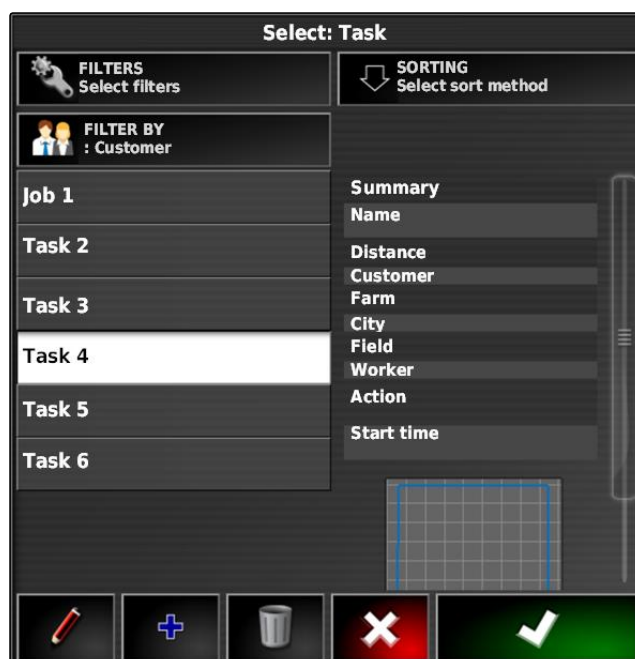 Select: Task
FILTERS
Select filters
SORTING
Select sort method
FILTER BY
: Customer
Job 1
Task 2
Task 3
Task 4
Task 5
Task 6
Summary
Name
Distance
Customer
Farm
City
Field
Worker
Action
Start time